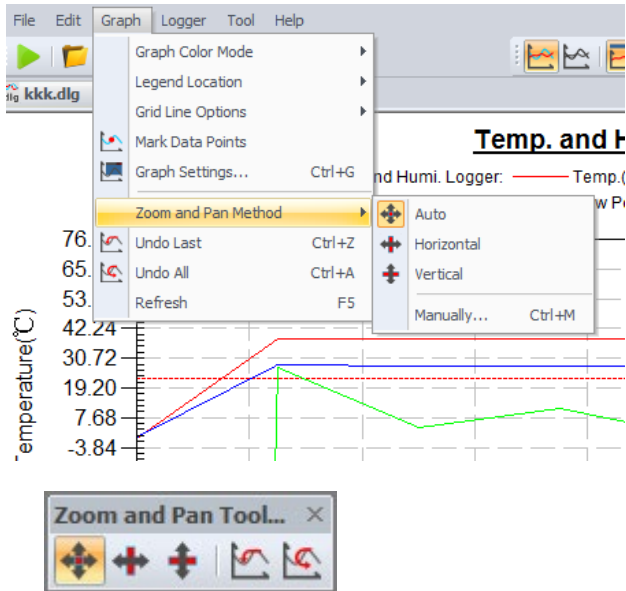 File Edit Graph Logger Tool Help
Graph Color Mode
kkk.dlg
Legend Location
Grid Line Options
Mark Data Points
Temp. and H
Graph Settings... Ctrl+G
nd Humi. Logger: Temp.(
Zoom and Pan Method
Auto
w Pe
76.
Undo Last Ctrl+Z
Horizontal
65.
Undo All Ctrl+A
Vertical
53.
Refresh F5
Manually... Ctrl+M
42.24
30.72
19.20
7.68
-3.84
Temperature(℃)
Zoom and Pan Tool...